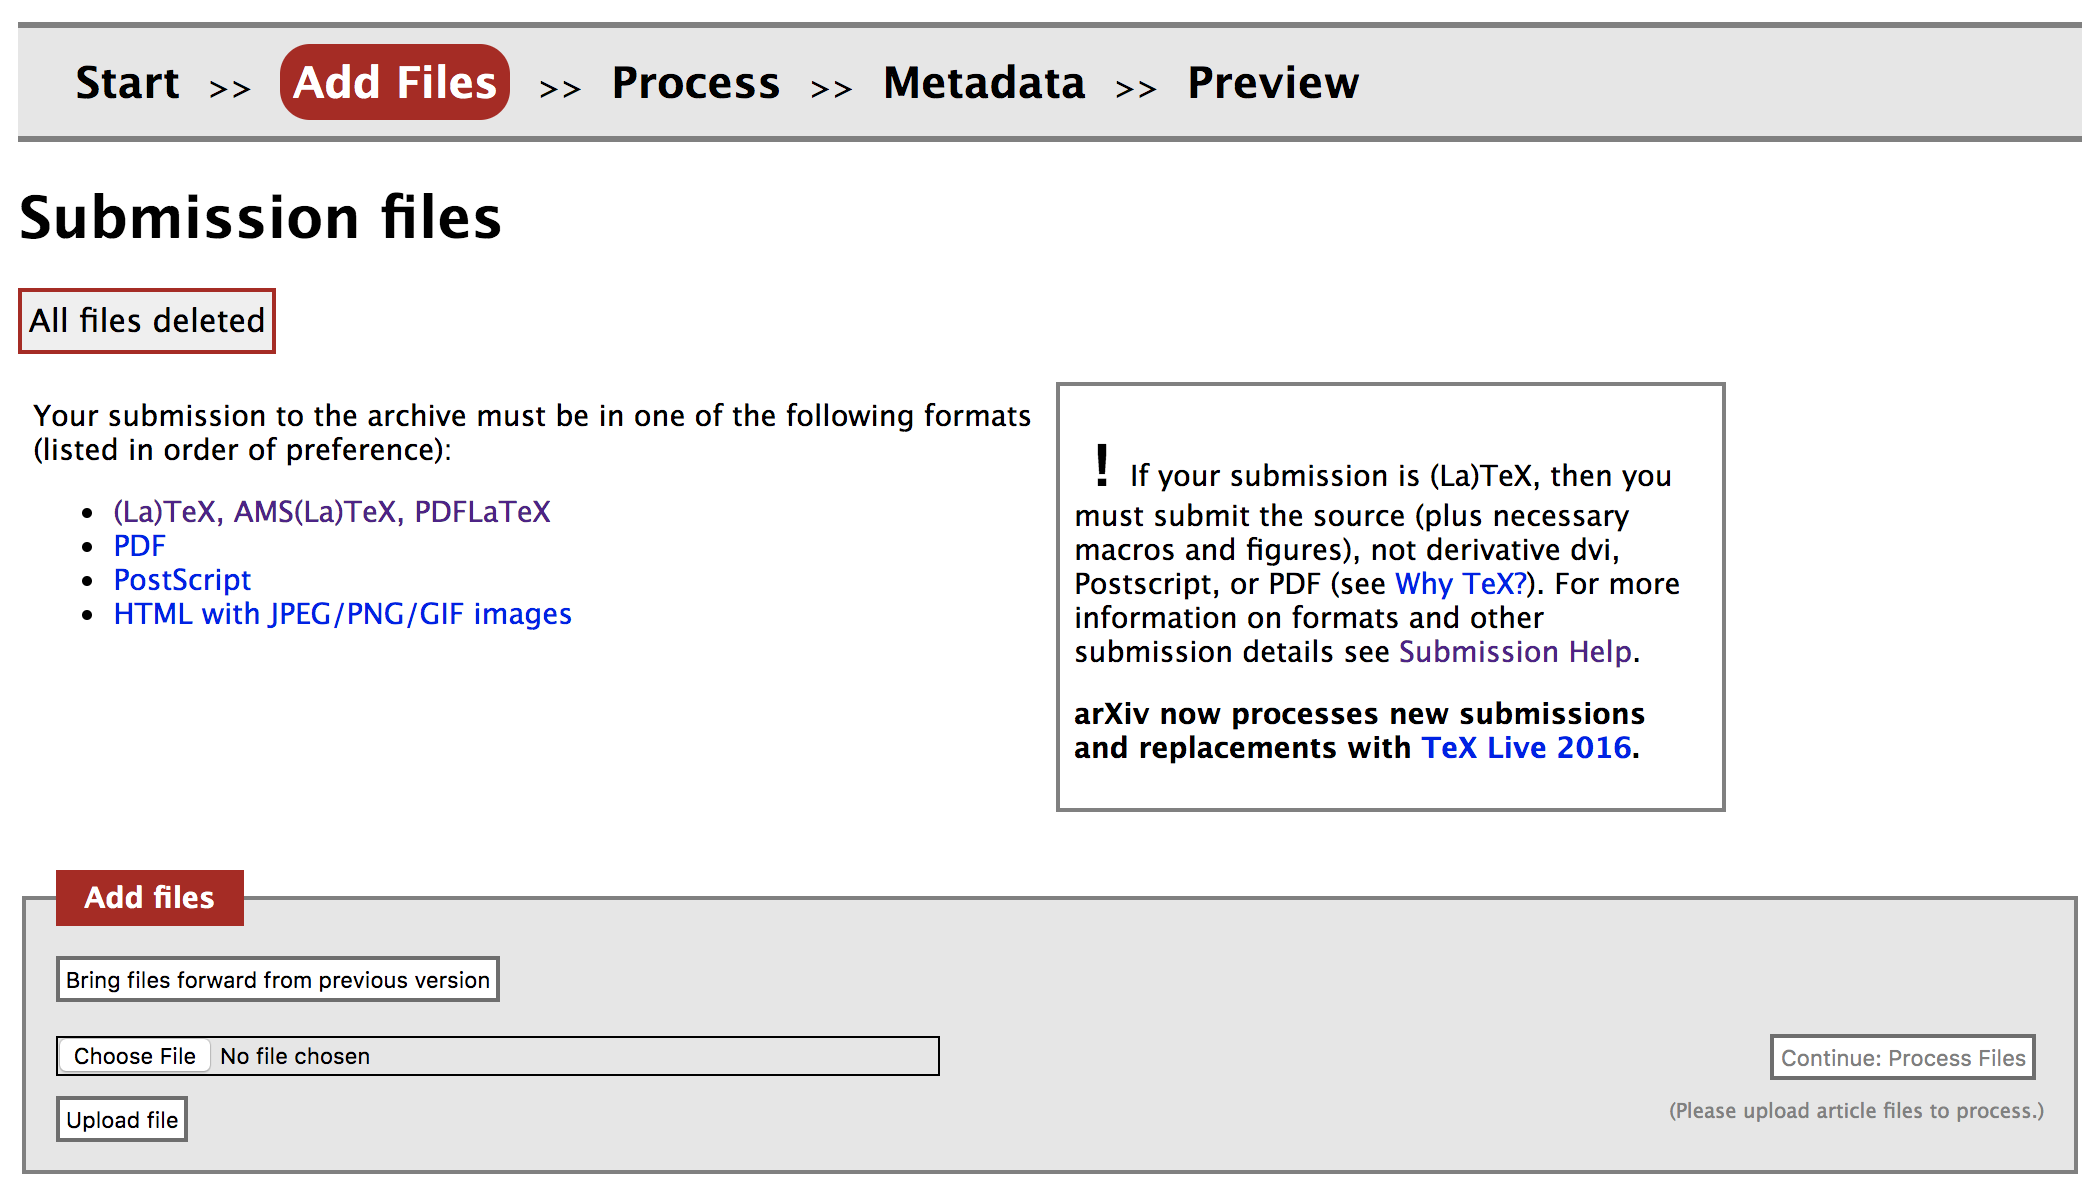 Start >> Add Files >> Process >> Metadata >> Preview
Submission files
All files deleted
Your submission to the archive must be in one of the following formats
(listed in order of preference):
• (La)TeX, AMS(La)TeX, PDFLaTeX
• PDF
• PostScript
• HTML with JPEG/PNG/GIF images
! If your submission is (La)TeX, then you
must submit the source (plus necessary
macros and figures), not derivative dvi,
Postscript, or PDF (see Why TeX?). For more
information on formats and other
submission details see Submission Help.
arXiv now processes new submissions
and replacements with TeX Live 2016.
Add files
Bring files forward from previous version
Choose File No file chosen
Continue: Process Files
Upload file
(Please upload article files to process.)